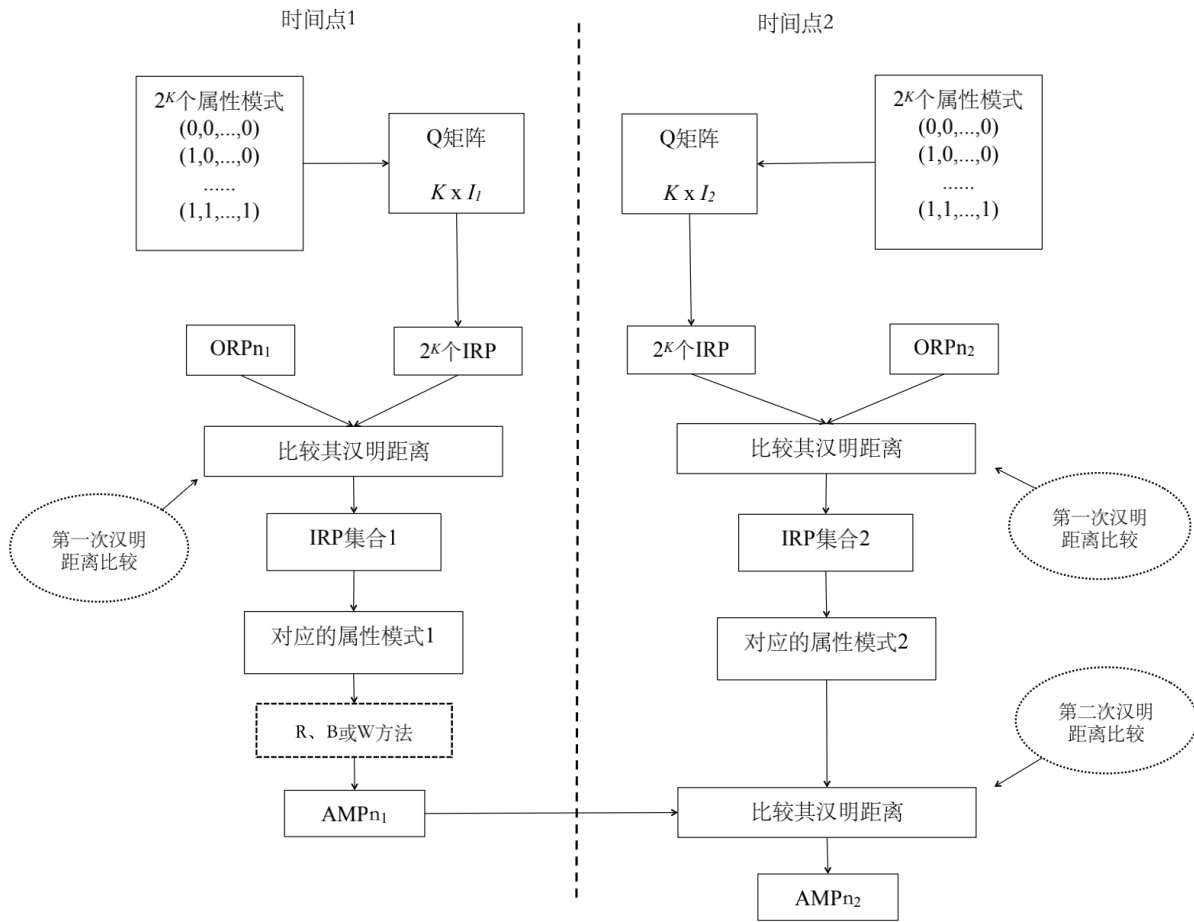 时间点1
2ᴷ个属性模式
(0,0,...,0)
(1,0,...,0)
......
(1,1,...,1)
Q矩阵
K x I₁
ORPn₁
2ᴷ个IRP
比较其汉明距离
第一次汉明
距离比较
IRP集合1
对应的属性模式1
R、B或W方法
AMPn₁
时间点2
Q矩阵
K x I₂
2ᴷ个属性模式
(0,0,...,0)
(1,0,...,0)
......
(1,1,...,1)
2ᴷ个IRP
ORPn₂
比较其汉明距离
第一次汉明
距离比较
IRP集合2
对应的属性模式2
第二次汉明
距离比较
比较其汉明距离
AMPn₂